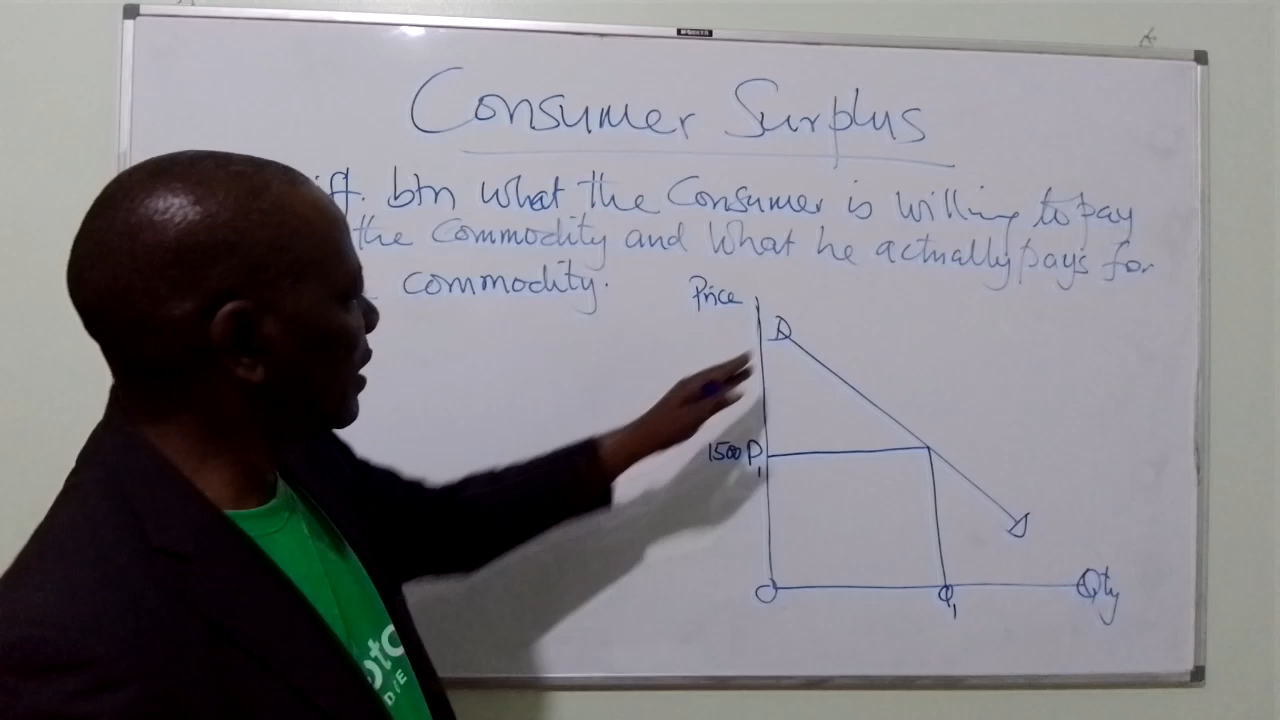 Consumer Surplus
iff. btn what the Consumer is willing to pay
the commodity and what he actually pays for
commodity.
Price
D
1500 P1
D
O
Q1
Qty